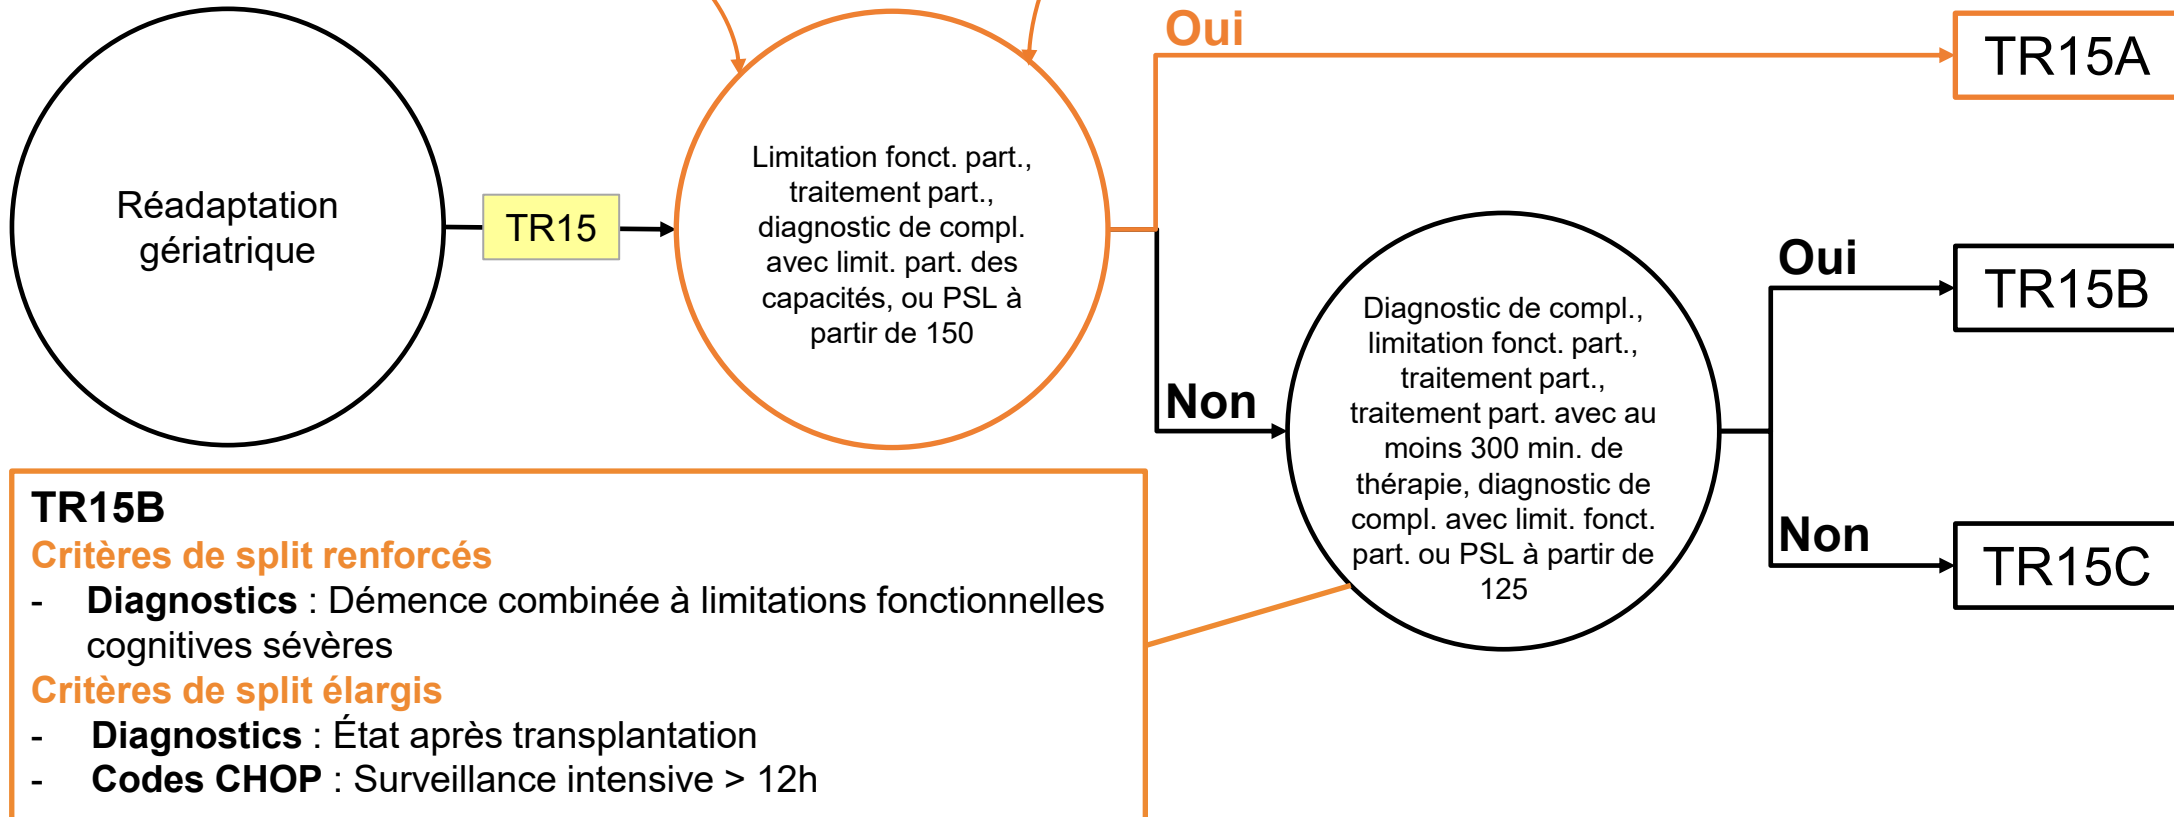 Réadaptation
gériatrique
TR15
Limitation fonct. part.,
traitement part.,
diagnostic de compl.
avec limit. part. des
capacités, ou PSL à
partir de 150
Oui
TR15A
Non
Diagnostic de compl.,
limitation fonct. part.,
traitement part.,
traitement part. avec au
moins 300 min. de
thérapie, diagnostic de
compl. avec limit. fonct.
part. ou PSL à partir de
125
Oui
TR15B
Non
TR15C
TR15B
Critères de split renforcés
- Diagnostics : Démence combinée à limitations fonctionnelles
cognitives sévères
Critères de split élargis
- Diagnostics : État après transplantation
- Codes CHOP : Surveillance intensive > 12h